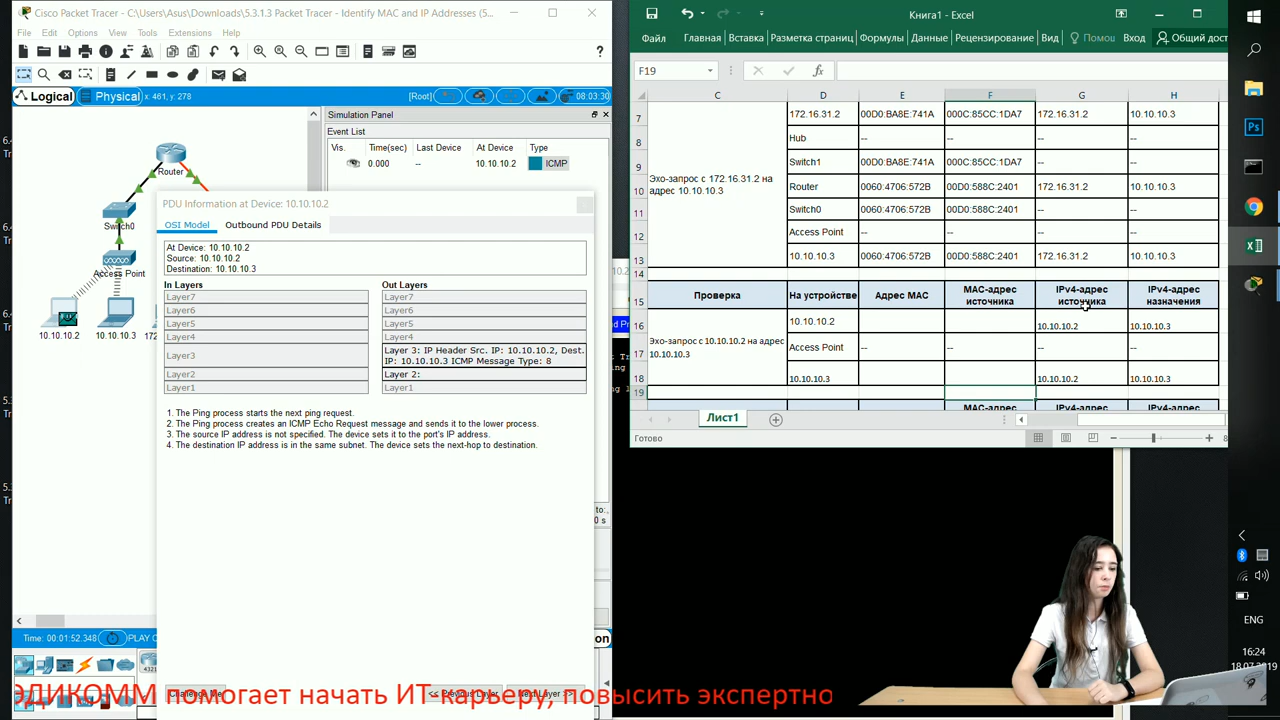 Cisco Packet Tracer - C:\Users\Asus\Downloads\5.3.1.3 Packet Tracer - Identify MAC and IP Addresses (5...
File Edit Options View Tools Extensions Help
Logical Physical x: 461, y: 278 [Root] 08:03:30
Router
Switch0
Access Point
10.10.10.2 10.10.10.3
Simulation Panel
Event List
Vis. Time(sec) Last Device At Device Type
0.000 -- 10.10.10.2 ICMP
PDU Information at Device: 10.10.10.2
OSI Model Outbound PDU Details
At Device: 10.10.10.2
Source: 10.10.10.2
Destination: 10.10.10.3
In Layers Out Layers
Layer7 Layer7
Layer6 Layer6
Layer5 Layer5
Layer4 Layer4
Layer3 Layer 3: IP Header Src. IP: 10.10.10.2, Dest. IP: 10.10.10.3 ICMP Message Type: 8
Layer2 Layer 2:
Layer1 Layer1
1. The Ping process starts the next ping request.
2. The Ping process creates an ICMP Echo Request message and sends it to the lower process.
3. The source IP address is not specified. The device sets it to the port's IP address.
4. The destination IP address is in the same subnet. The device sets the next-hop to destination.
Challenge Me << Previous Layer Next Layer >>
Time: 00:01:52.348 PLAY
Книга1 - Excel
Файл Главная Вставка Разметка страниц Формулы Данные Рецензирование Вид Помощ Вход Общий дост
F19 fx
C D E F G H
7 172.16.31.2 00D0:BA8E:741A 000C:85CC:1DA7 172.16.31.2 10.10.10.3
8 Hub -- -- -- --
9 Switch1 00D0:BA8E:741A 000C:85CC:1DA7 -- --
10 Эхо-запрос с 172.16.31.2 на адрес 10.10.10.3 Router 0060:4706:572B 00D0:588C:2401 172.16.31.2 10.10.10.3
11 Switch0 0060:4706:572B 00D0:588C:2401 -- --
12 Access Point -- -- -- --
13 10.10.10.3 0060:4706:572B 00D0:588C:2401 172.16.31.2 10.10.10.3
14
15 Проверка На устройстве Адрес MAC MAC-адрес источника IPv4-адрес источника IPv4-адрес назначения
16 10.10.10.2 10.10.10.2 10.10.10.3
17 Эхо-запрос с 10.10.10.2 на адрес 10.10.10.3 Access Point -- -- -- --
18 10.10.10.3 10.10.10.2 10.10.10.3
19
MAC-адрес IPv4-адрес IPv4-адрес
Лист1
Готово
ENG
16:24
18.07.2019
ЭДИКОММ помогает начать ИТ-карьеру, повысить экспертно